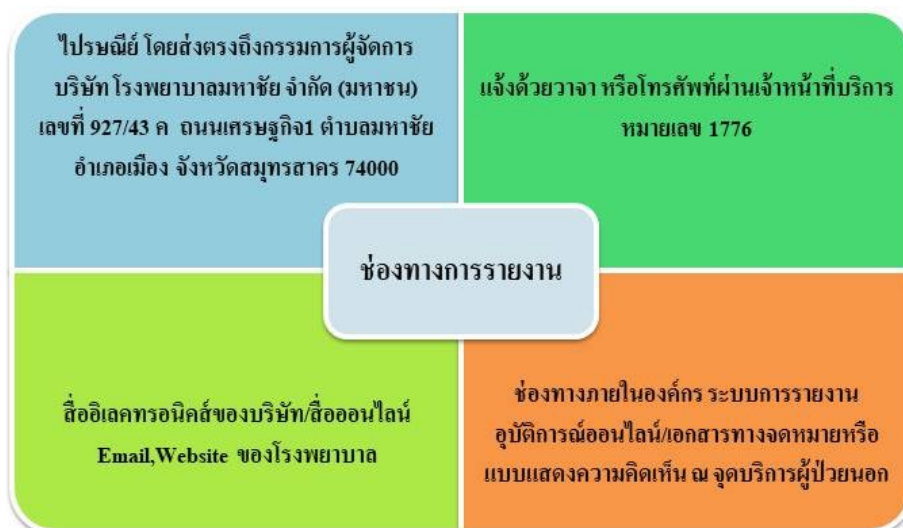 ไปรษณีย์ โดยส่งตรงถึงกรรมการผู้จัดการ
บริษัท โรงพยาบาลมหาชัย จำกัด (มหาชน)
เลขที่ 927/43 ค ถนนเศรษฐกิจ1 ตำบลมหาชัย
อำเภอเมือง จังหวัดสมุทรสาคร 74000
แจ้งด้วยวาจา หรือโทรศัพท์ผ่านเจ้าหน้าที่บริการ
หมายเลข 1776
ช่องทางการรายงาน
สื่ออิเลคทรอนิคส์ของบริษัท/สื่อออนไลน์
Email,Website ของโรงพยาบาล
ช่องทางภายในองค์กร ระบบการรายงาน
อุบัติการณ์ออนไลน์/เอกสารทางจดหมายหรือ
แบบแสดงความคิดเห็น ณ จุดบริการผู้ป่วยนอก